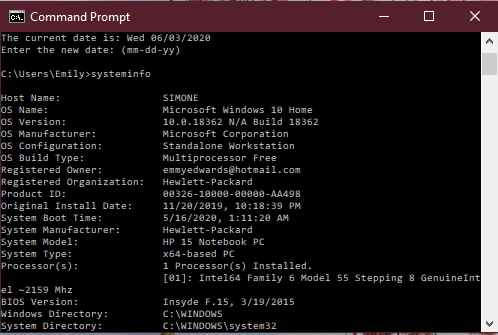 Command Prompt
The current date is: Wed 06/03/2020
Enter the new date: (mm-dd-yy)
C:\Users\Emily>systeminfo
Host Name: SIMONE
OS Name: Microsoft Windows 10 Home
OS Version: 10.0.18362 N/A Build 18362
OS Manufacturer: Microsoft Corporation
OS Configuration: Standalone Workstation
OS Build Type: Multiprocessor Free
Registered Owner: emmyedwards@hotmail.com
Registered Organization: Hewlett-Packard
Product ID: 00326-10000-00000-AA498
Original Install Date: 11/20/2019, 10:18:39 PM
System Boot Time: 5/16/2020, 1:11:20 AM
System Manufacturer: Hewlett-Packard
System Model: HP 15 Notebook PC
System Type: x64-based PC
Processor(s): 1 Processor(s) Installed.
[01]: Intel64 Family 6 Model 55 Stepping 8 GenuineInt
el ~2159 Mhz
BIOS Version: Insyde F.15, 3/19/2015
Windows Directory: C:\WINDOWS
System Directory: C:\WINDOWS\system32